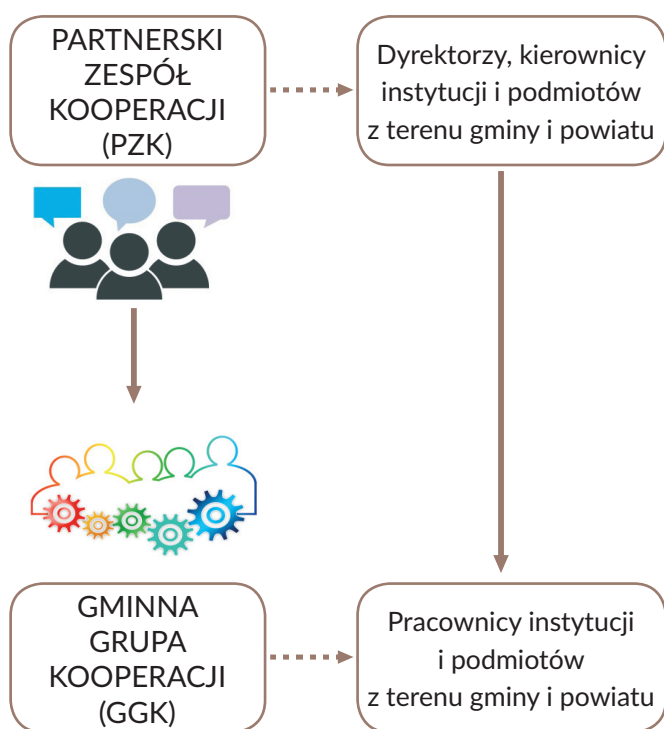 PARTNERSKI
ZESPÓŁ
KOOPERACJI
(PZK)
Dyrektorzy, kierownicy
instytucji i podmiotów
z terenu gminy i powiatu
GMINNA
GRUPA
KOOPERACJI
(GGK)
Pracownicy instytucji
i podmiotów
z terenu gminy i powiatu